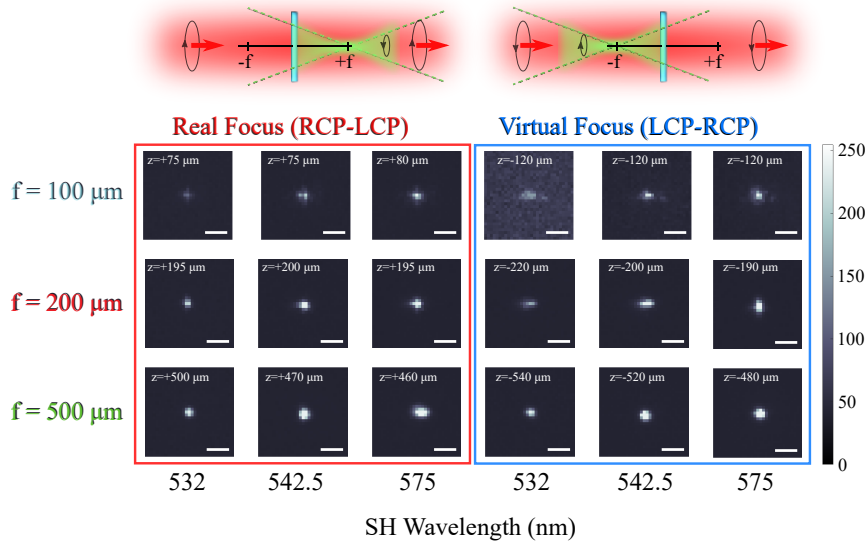 -f +f -f +f
Real Focus (RCP-LCP) Virtual Focus (LCP-RCP)
250
f = 100 μm z=+75 μm z=+75 μm z=+80 μm z=-120 μm z=-120 μm z=-120 μm
200
150
f = 200 μm z=+195 μm z=+200 μm z=+195 μm z=-220 μm z=-200 μm z=-190 μm
100
f = 500 μm z=+500 μm z=+470 μm z=+460 μm z=-540 μm z=-520 μm z=-480 μm
50
0
532 542.5 575 532 542.5 575
SH Wavelength (nm)